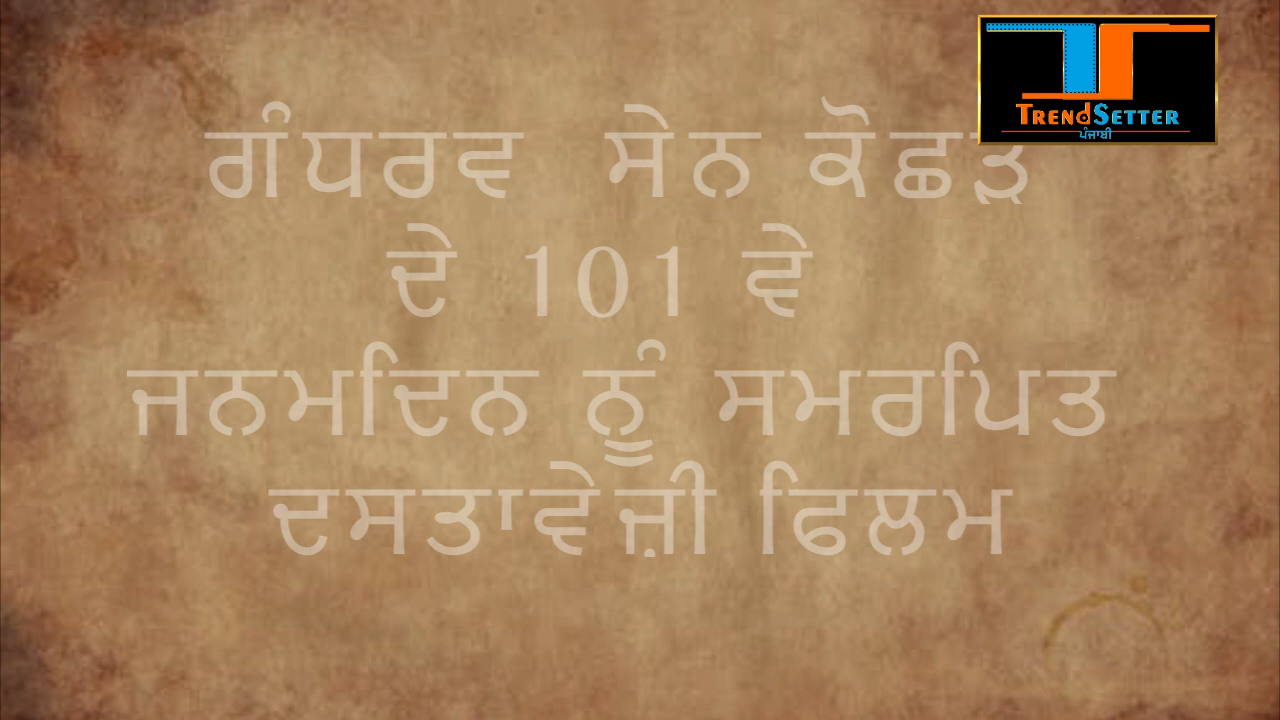 TRENDSETTER
ਪੰਜਾਬੀ
ਗੰਧਰਵ ਸੇਨ ਕੋਛੜ
ਦੇ 101 ਵੇ
ਜਨਮਦਿਨ ਨੂੰ ਸਮਰਪਿਤ
ਦਸਤਾਵੇਜ਼ੀ ਫਿਲਮ